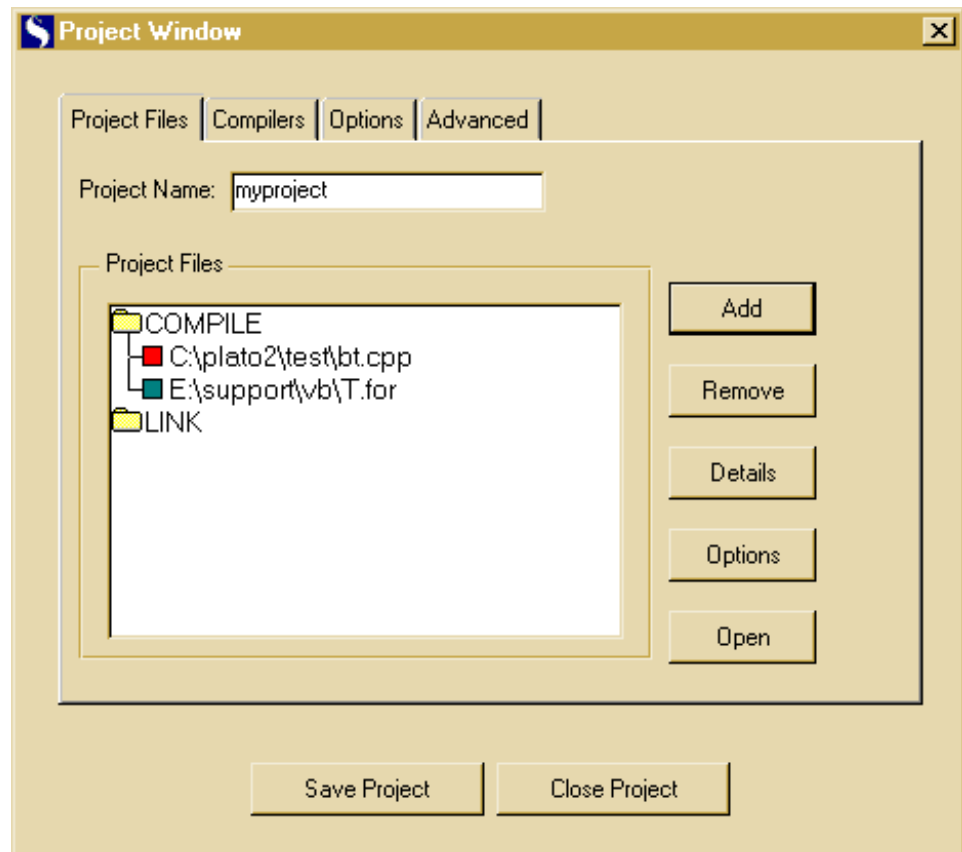 Project Window
Project Files Compilers Options Advanced
Project Name: myproject
Project Files
COMPILE
C:\plato2\test\bt.cpp
E:\support\vb\T.for
LINK
Add
Remove
Details
Options
Open
Save Project Close Project